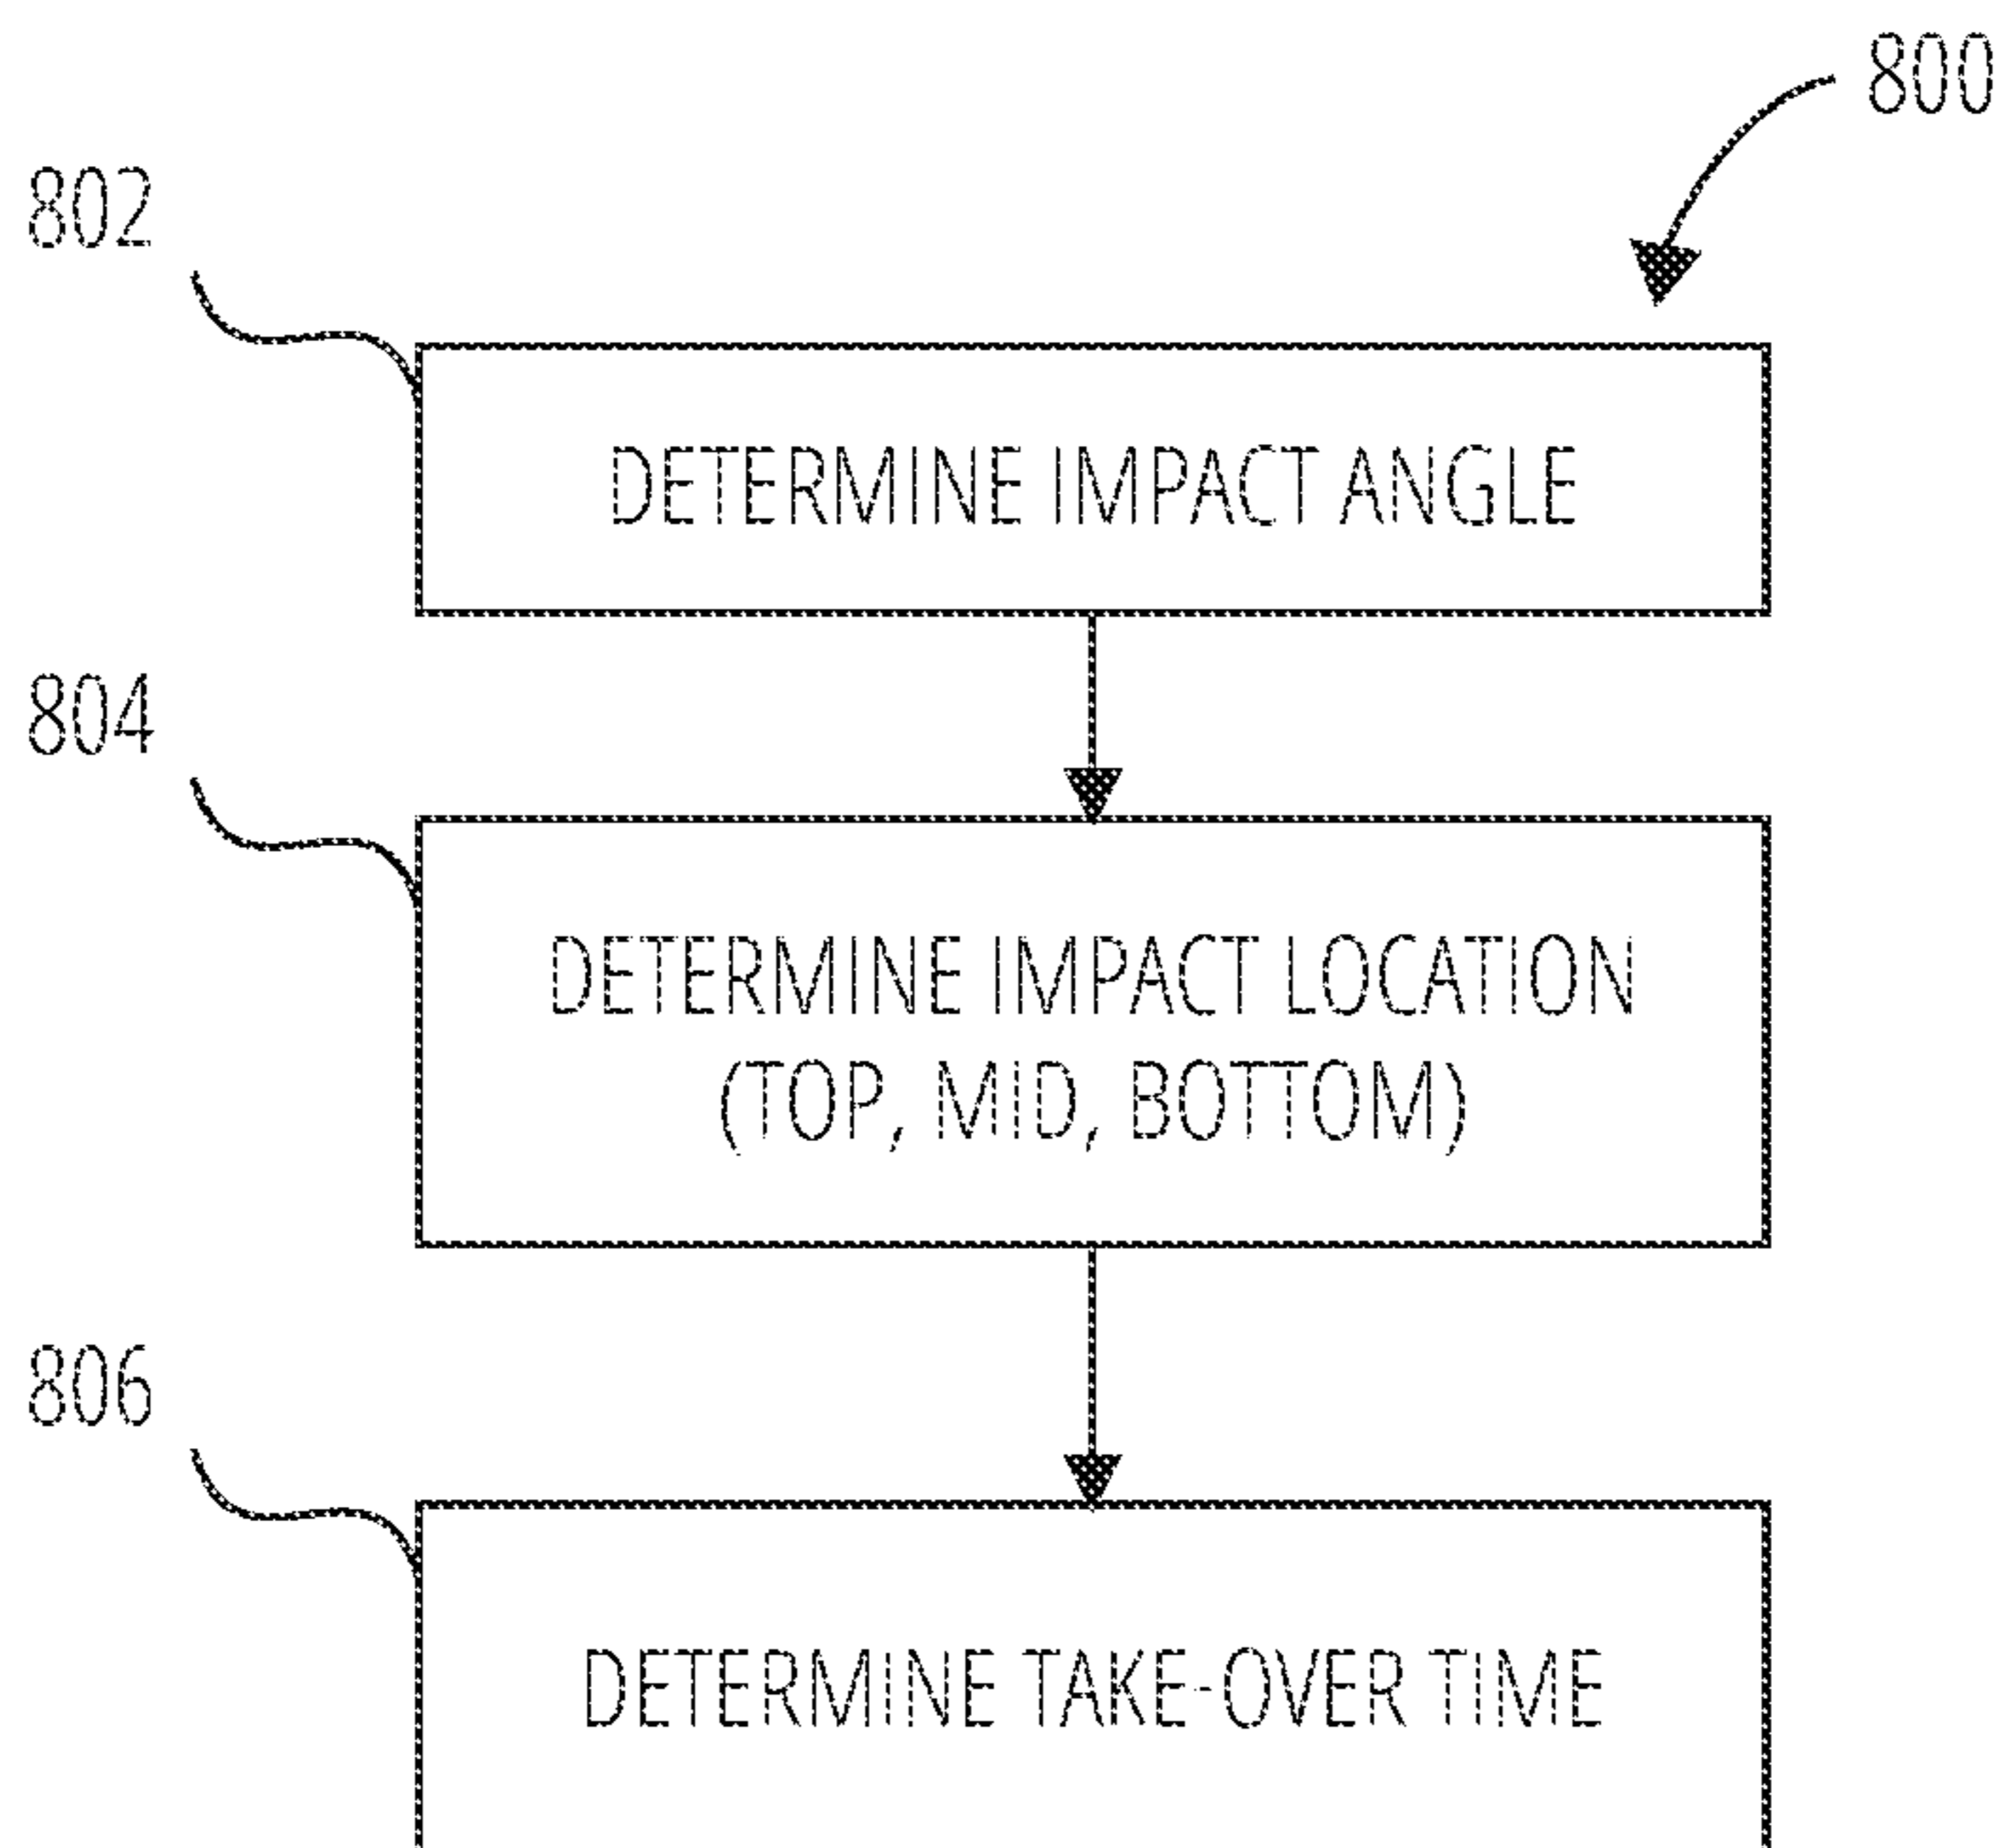 800
802
DETERMINE IMPACT ANGLE
804
DETERMINE IMPACT LOCATION
(TOP, MID, BOTTOM)
806
DETERMINE TAKE-OVER TIME